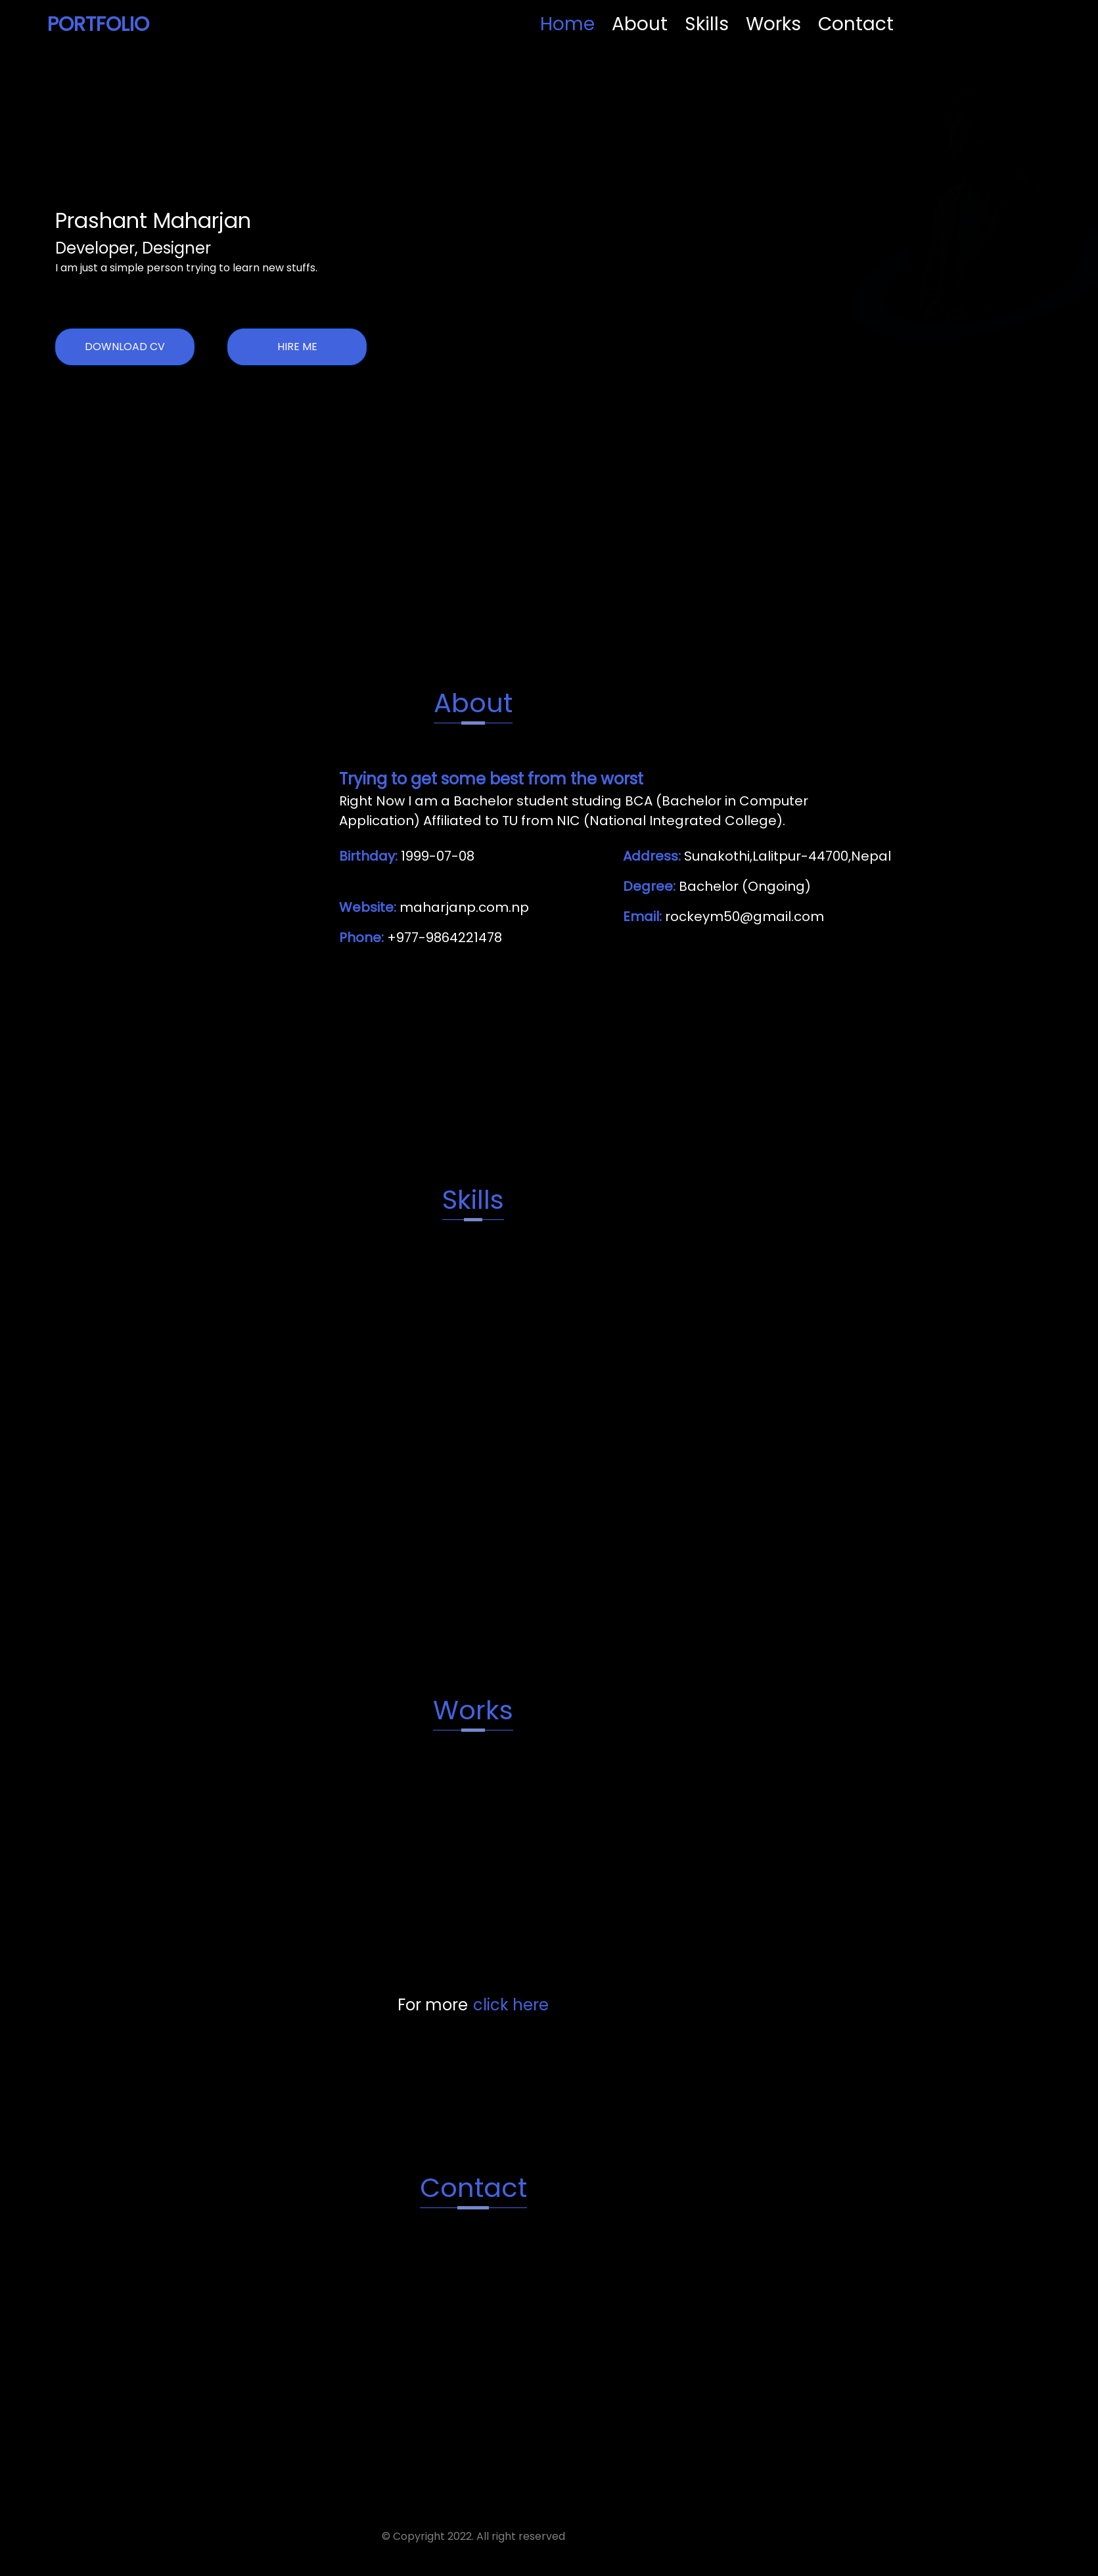 PORTFOLIO
Home About Skills Works Contact
Prashant Maharjan
Developer, Designer
I am just a simple person trying to learn new stuffs.
DOWNLOAD CV HIRE ME
About
Trying to get some best from the worst
Right Now I am a Bachelor student studing BCA (Bachelor in Computer
Application) Affiliated to TU from NIC (National Integrated College).
Birthday: 1999-07-08
Website: maharjanp.com.np
Phone: +977-9864221478
Address: Sunakothi,Lalitpur-44700,Nepal
Degree: Bachelor (Ongoing)
Email: rockeym50@gmail.com
Skills
Works
For more click here
Contact
© Copyright 2022. All right reserved